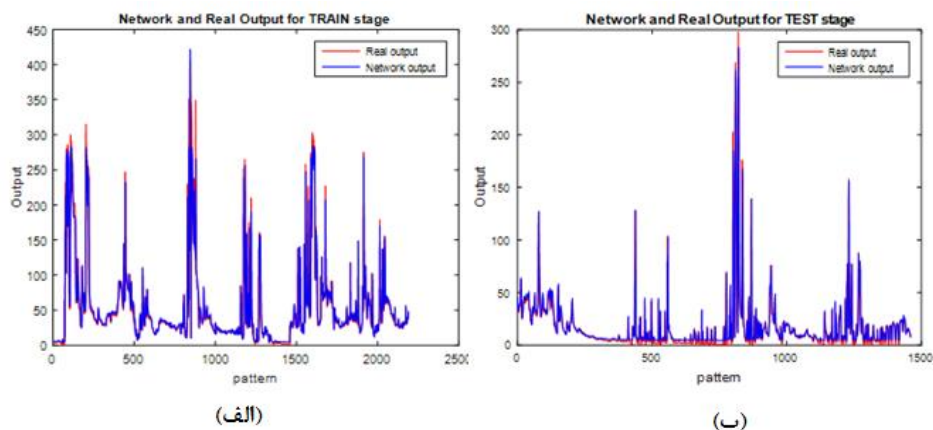 Network and Real Output for TRAIN stage
450
400
350
300
250
200
150
100
50
0
Output
Real output
Network output
0
500
1000
1500
2000
2500
pattern
(الف)
Network and Real Output for TEST stage
300
250
200
150
100
50
0
Output
Real output
Network output
0
500
1000
1500
pattern
(ب)